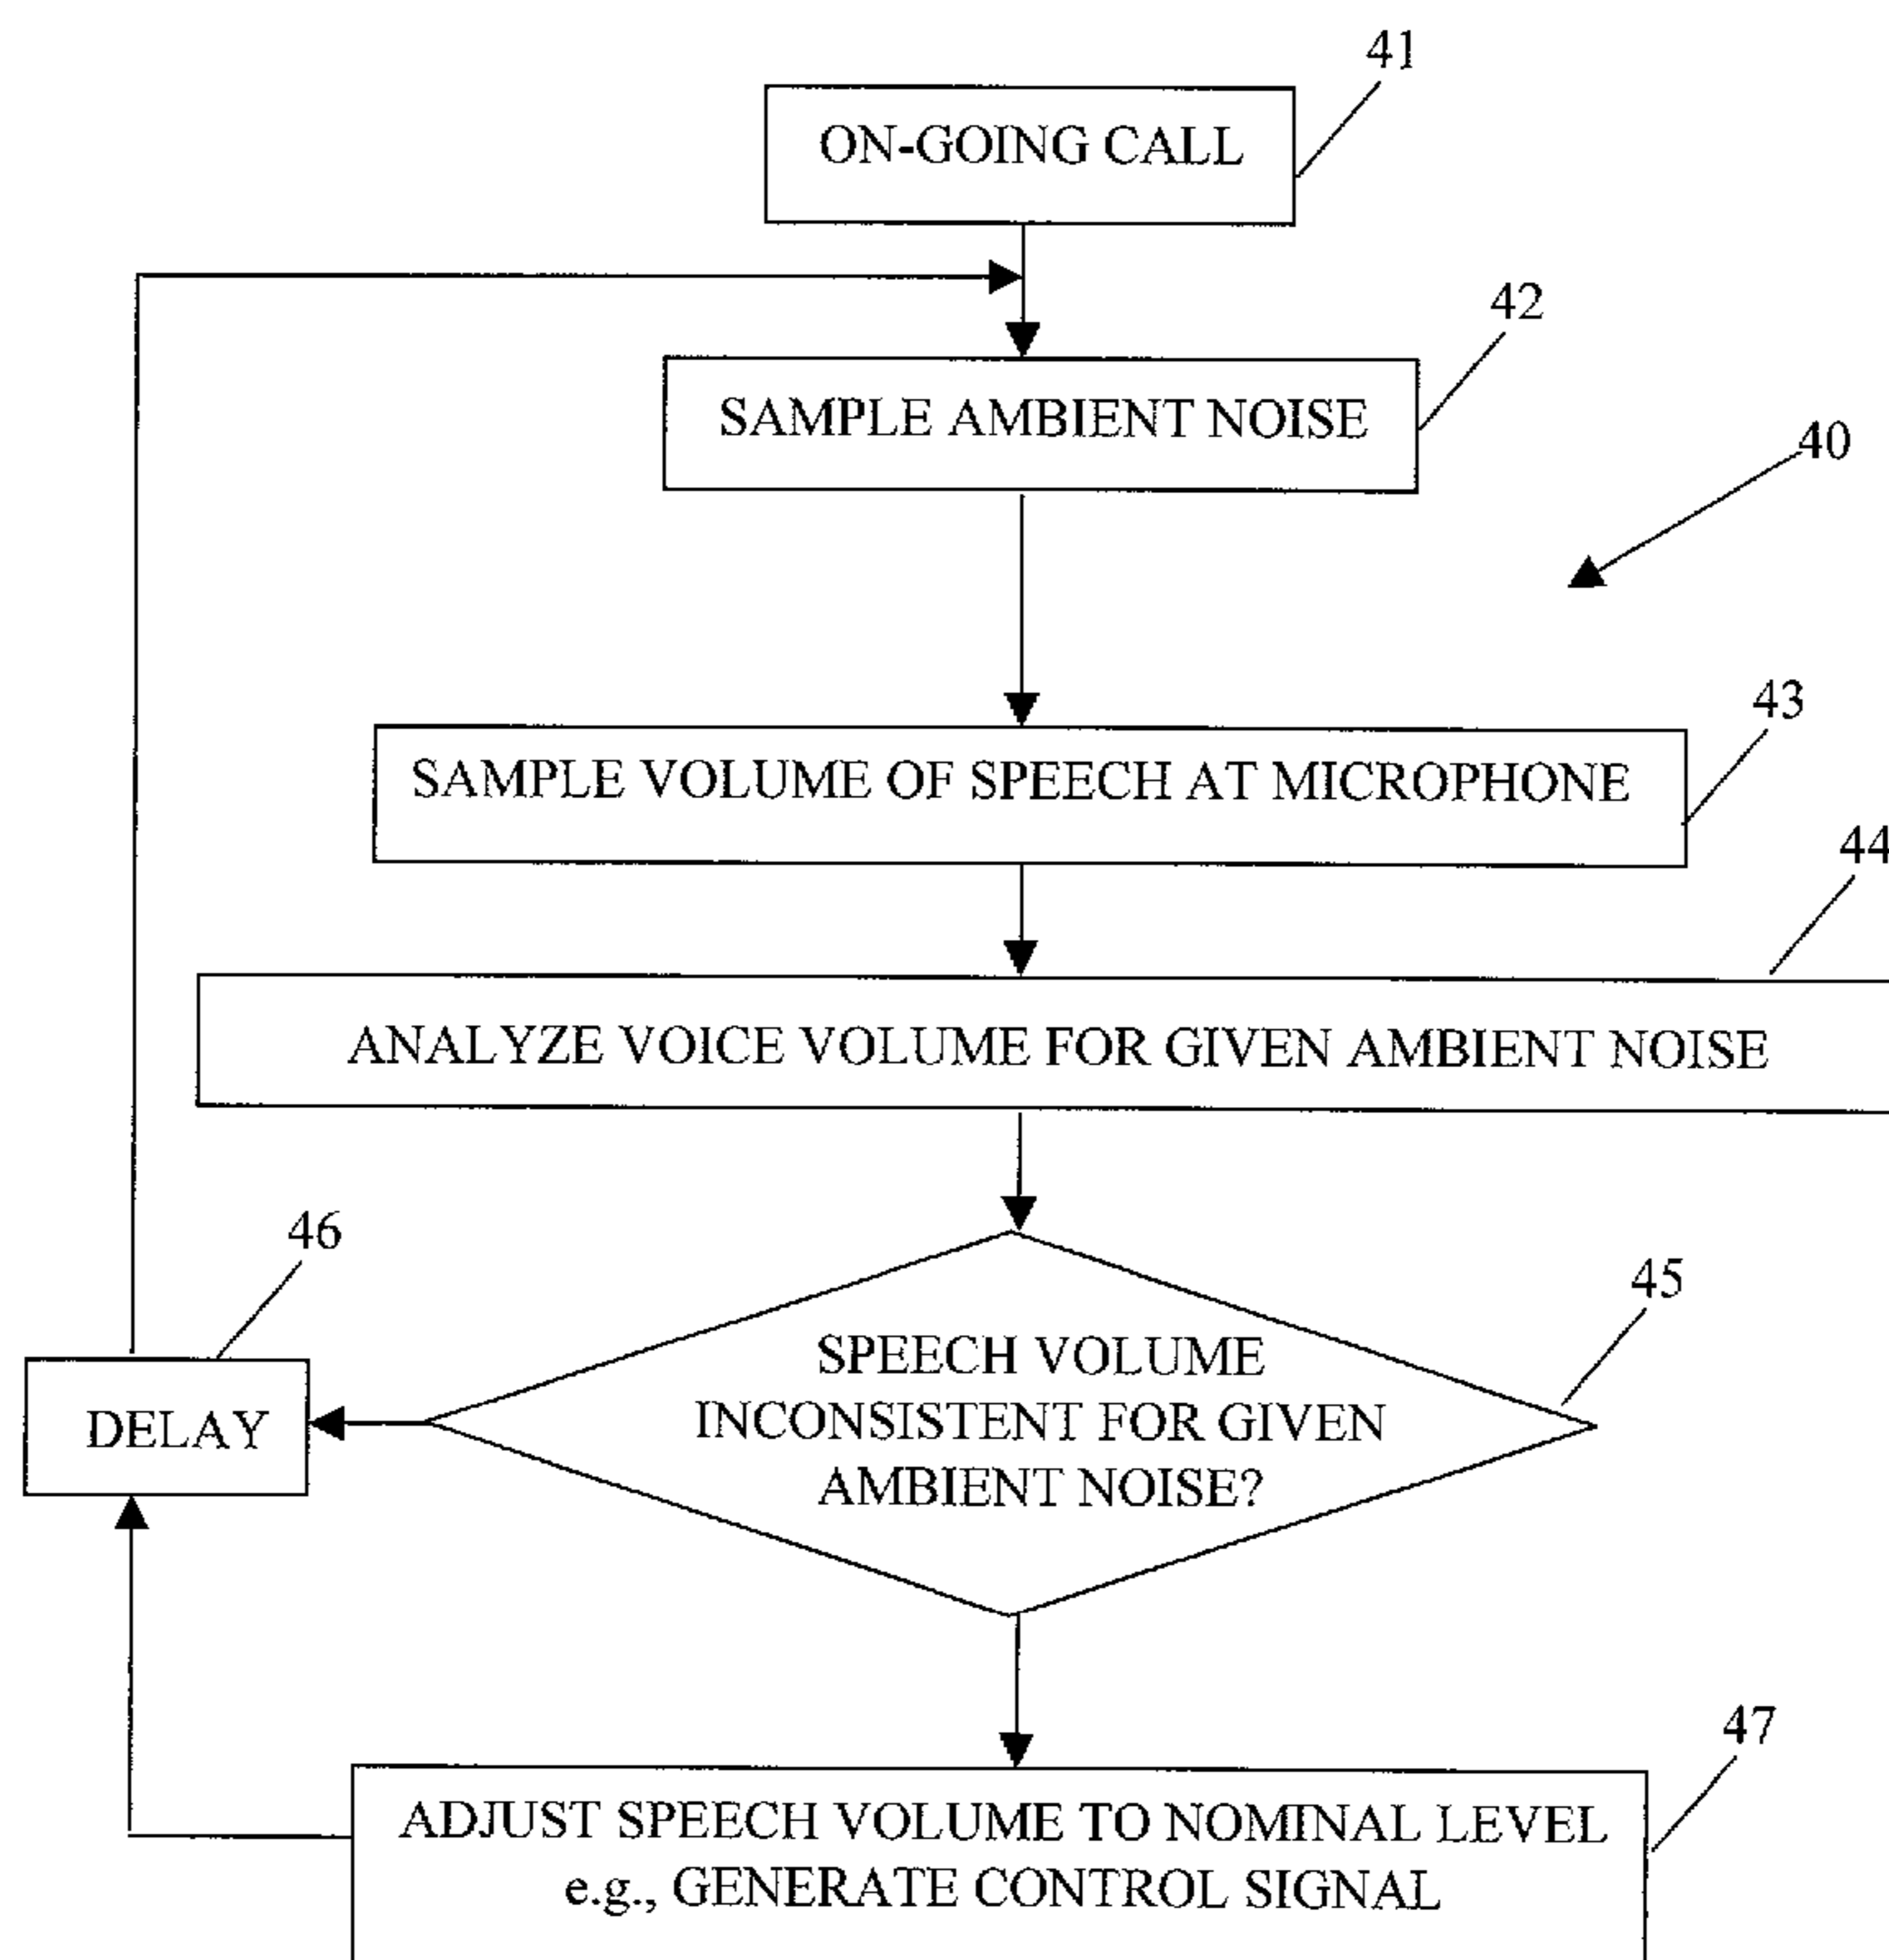 41
ON-GOING CALL
42
SAMPLE AMBIENT NOISE
40
43
SAMPLE VOLUME OF SPEECH AT MICROPHONE
44
ANALYZE VOICE VOLUME FOR GIVEN AMBIENT NOISE
46
45
SPEECH VOLUME
INCONSISTENT FOR GIVEN
AMBIENT NOISE?
DELAY
47
ADJUST SPEECH VOLUME TO NOMINAL LEVEL
e.g., GENERATE CONTROL SIGNAL